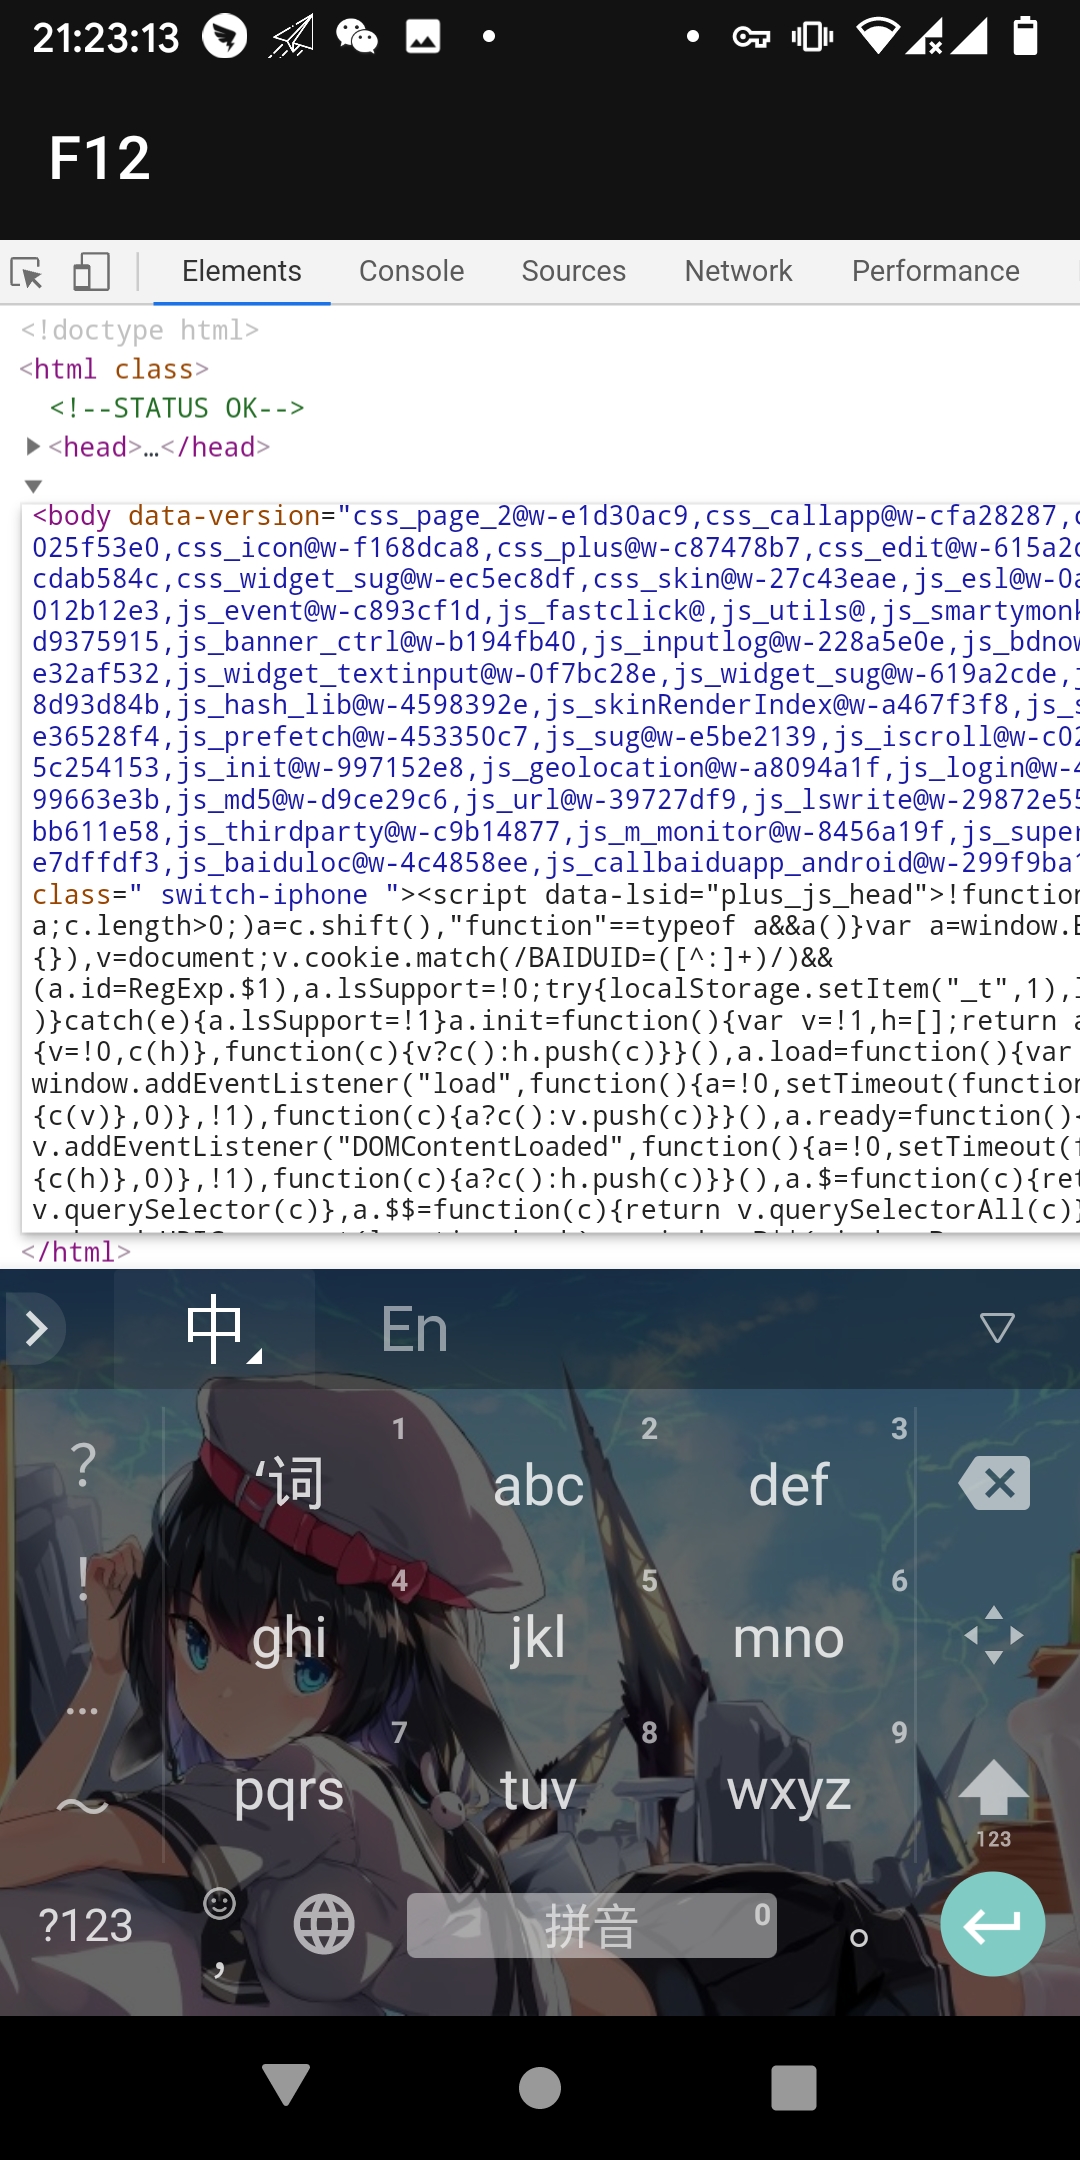 21:23:13
F12
Elements Console Sources Network Performance
<!doctype html>
<html class>
<!--STATUS OK-->
<head>…</head>
<body data-version="css_page_2@w-e1d30ac9,css_callapp@w-cfa28287,c
025f53e0,css_icon@w-f168dca8,css_plus@w-c87478b7,css_edit@w-615a2c
cdab584c,css_widget_sug@w-ec5ec8df,css_skin@w-27c43eae,js_esl@w-0a
012b12e3,js_event@w-c893cf1d,js_fastclick@,js_utils@,js_smartymonk
d9375915,js_banner_ctrl@w-b194fb40,js_inputlog@w-228a5e0e,js_bdnow
e32af532,js_widget_textinput@w-0f7bc28e,js_widget_sug@w-619a2cde,j
8d93d84b,js_hash_lib@w-4598392e,js_skinRenderIndex@w-a467f3f8,js_s
e36528f4,js_prefetch@w-453350c7,js_sug@w-e5be2139,js_iscroll@w-c02
5c254153,js_init@w-997152e8,js_geolocation@w-a8094a1f,js_login@w-4
99663e3b,js_md5@w-d9ce29c6,js_url@w-39727df9,js_lswrite@w-29872e55
bb611e58,js_thirdparty@w-c9b14877,js_m_monitor@w-8456a19f,js_super
e7dffdf3,js_baiduloc@w-4c4858ee,js_callbaiduapp_android@w-299f9ba1
class=" switch-iphone "><script data-lsid="plus_js_head">!function
a;c.length>0;)a=c.shift(),"function"==typeof a&&a()}var a=window.B
{}),v=document;v.cookie.match(/BAIDUID=([^:]+)/)&&
(a.id=RegExp.$1),a.lsSupport=!0;try{localStorage.setItem("_t",1),l
)}catch(e){a.lsSupport=!1}a.init=function(){var v=!1,h=[];return a
{v=!0,c(h)},function(c){v?c():h.push(c)}}(),a.load=function(){var
window.addEventListener("load",function(){a=!0,setTimeout(function
{c(v)},0)},!1),function(c){a?c():v.push(c)}}(),a.ready=function(){
v.addEventListener("DOMContentLoaded",function(){a=!0,setTimeout(f
{c(h)},0)},!1),function(c){a?c():h.push(c)}}(),a.$=function(c){ret
v.querySelector(c)},a.$$=function(c){return v.querySelectorAll(c)}
</html>
中 En
1 2 3
? '词 abc def
! 4 5 6
ghi jkl mno
… 7 8 9
~ pqrs tuv wxyz
123
?123 , 拼音 0 。